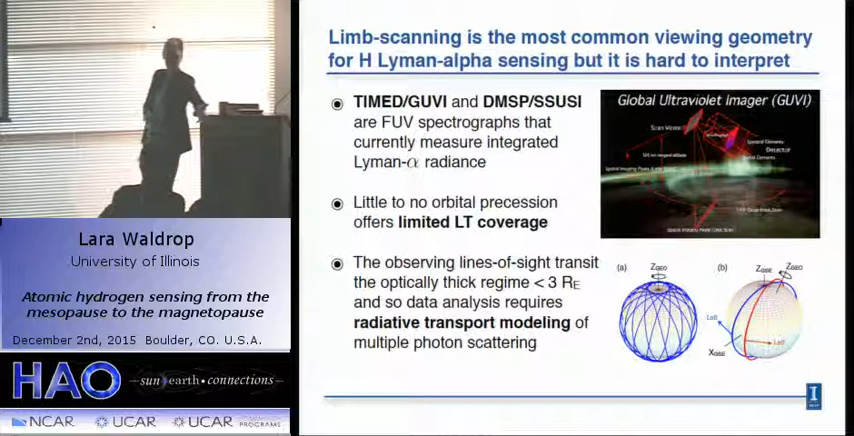 Lara Waldrop
University of Illinois
Atomic hydrogen sensing from the
mesopause to the magnetopause
December 2nd, 2015 Boulder, CO. U.S.A.
HAO
sun earth • connections
NCAR
UCAR
UCAR
PROGRAMS
Limb-scanning is the most common viewing geometry
for H Lyman-alpha sensing but it is hard to interpret
TIMED/GUVI and DMSP/SSUSI
are FUV spectrographs that
currently measure integrated
Lyman-α radiance
Little to no orbital precession
offers limited LT coverage
The observing lines-of-sight transit
the optically thick regime < 3 RE
and so data analysis requires
radiative transport modeling of
multiple photon scattering
Global Ultraviolet Imager (GUVI)
Scan Mirror
Detector
(a)
ZGEO
(b)
ZGSE
ZGEO
XGSE
I